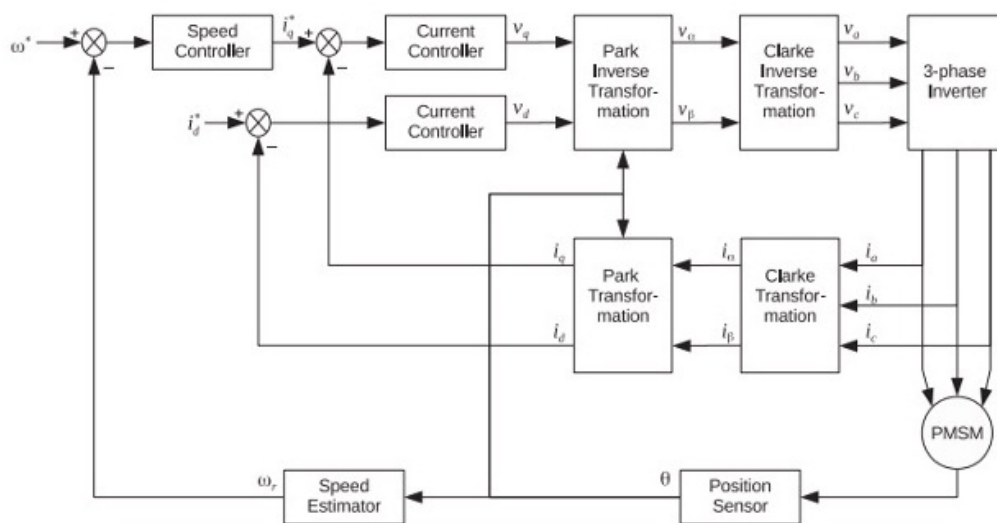 ω*
+
−
Speed
Controller
i*q
+
−
Current
Controller
vq
Park
Inverse
Transfor-
mation
vα
vβ
Clarke
Inverse
Transfor-
mation
va
vb
vc
3-phase
Inverter
i*d
+
−
Current
Controller
vd
iq
id
Park
Transfor-
mation
iα
iβ
Clarke
Transfor-
mation
ia
ib
ic
PMSM
ωr
Speed
Estimator
θ
Position
Sensor